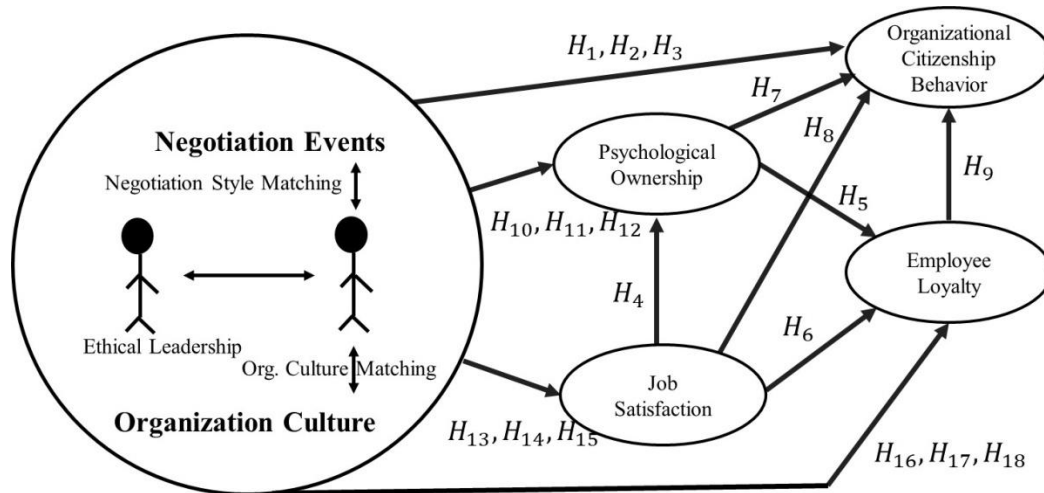 Organizational
Citizenship
Behavior
H₁, H₂, H₃
H₇
H₈
Negotiation Events
Negotiation Style Matching
Psychological
Ownership
H₉
H₅
H₁₀, H₁₁, H₁₂
Employee
Loyalty
H₄
H₆
Ethical Leadership
Org. Culture Matching
Job
Satisfaction
Organization Culture
H₁₃, H₁₄, H₁₅
H₁₆, H₁₇, H₁₈